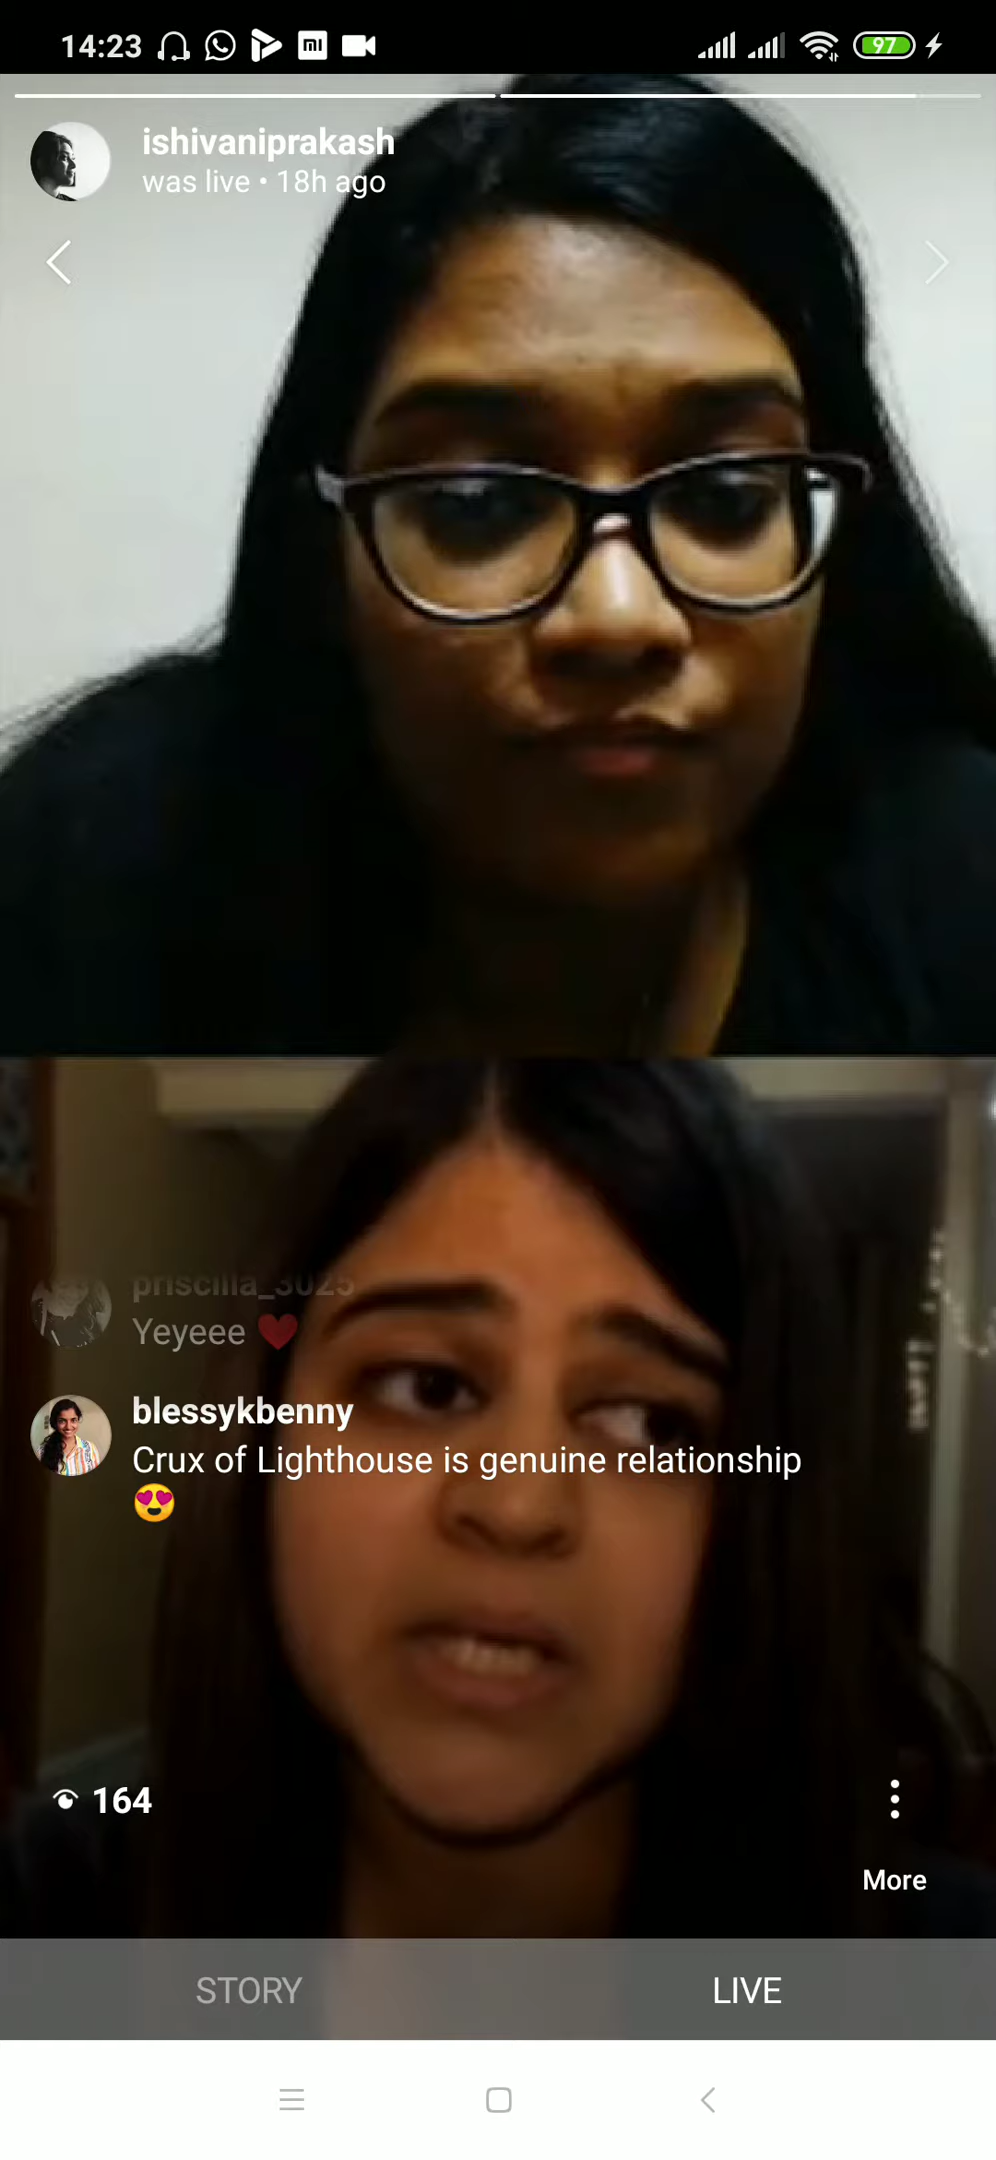 14:23
97
ishivaniprakash
was live • 18h ago
priscilla_3025
Yeyeee ❤️
blessykbenny
Crux of Lighthouse is genuine relationship
😍
164
More
STORY
LIVE